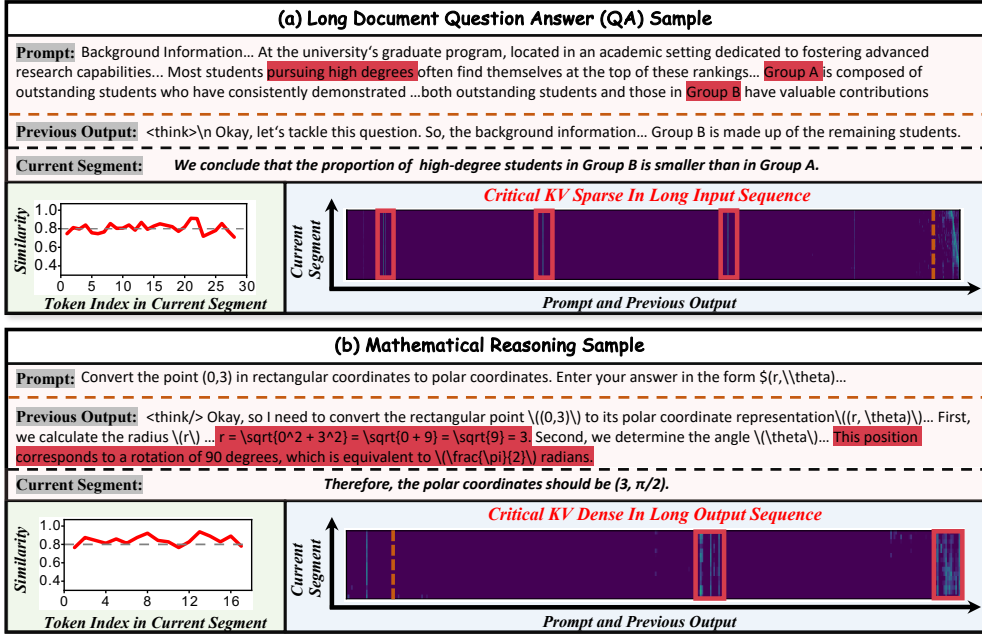 (a) Long Document Question Answer (QA) Sample
Prompt: Background Information... At the university's graduate program, located in an academic setting dedicated to fostering advanced
research capabilities... Most students pursuing high degrees often find themselves at the top of these rankings... Group A is composed of
outstanding students who have consistently demonstrated ...both outstanding students and those in Group B have valuable contributions
Previous Output: <think>\n Okay, let's tackle this question. So, the background information... Group B is made up of the remaining students.
Current Segment: We conclude that the proportion of high-degree students in Group B is smaller than in Group A.
Similarity
1.0
0.8
0.6
0.4
0 5 10 15 20 25 30
Token Index in Current Segment
Critical KV Sparse In Long Input Sequence
Current
Segment
Prompt and Previous Output
(b) Mathematical Reasoning Sample
Prompt: Convert the point (0,3) in rectangular coordinates to polar coordinates. Enter your answer in the form $(r,\\theta)...
Previous Output: <think/> Okay, so I need to convert the rectangular point \((0,3)\) to its polar coordinate representation\((r, \theta)\)... First,
we calculate the radius \(r\) ... r = \sqrt{0^2 + 3^2} = \sqrt{0 + 9} = \sqrt{9} = 3. Second, we determine the angle \(\theta\)... This position
corresponds to a rotation of 90 degrees, which is equivalent to \(\frac{\pi}{2}\) radians.
Current Segment: Therefore, the polar coordinates should be (3, π/2).
Similarity
1.0
0.8
0.6
0.4
0 4 8 12 16
Token Index in Current Segment
Critical KV Dense In Long Output Sequence
Current
Segment
Prompt and Previous Output